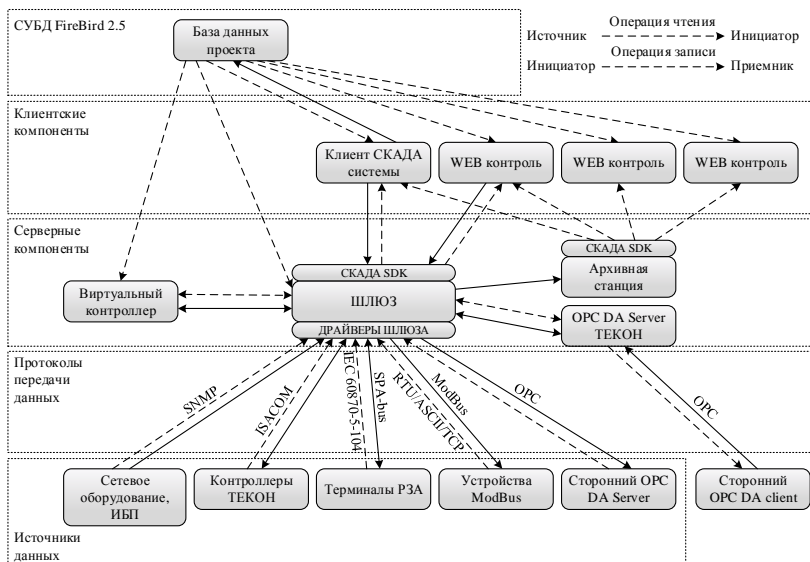 СУБД FireBird 2.5
База данных
проекта
Операция чтения
Источник
Инициатор
Операция записи
Инициатор
Приемник
Клиентские
компоненты
Клиент СКАДА
системы
WEB контроль
WEB контроль
WEB контроль
Серверные
компоненты
СКАДА SDK
Архивная
станция
СКАДА SDK
ШЛЮЗ
ДРАЙВЕРЫ ШЛЮЗА
Виртуальный
контроллер
OPC DA Server
ТЕКОН
Протоколы
передачи
данных
SNMP
ISACOM
IEC 60870-5-104
SPA-bus
RTU/ASCII/TCP
ModBus
OPC
OPC
Сетевое
оборудование,
ИБП
Контроллеры
ТЕКОН
Терминалы РЗА
Устройства
ModBus
Сторонний OPC
DA Server
Сторонний
OPC DA client
Источники
данных